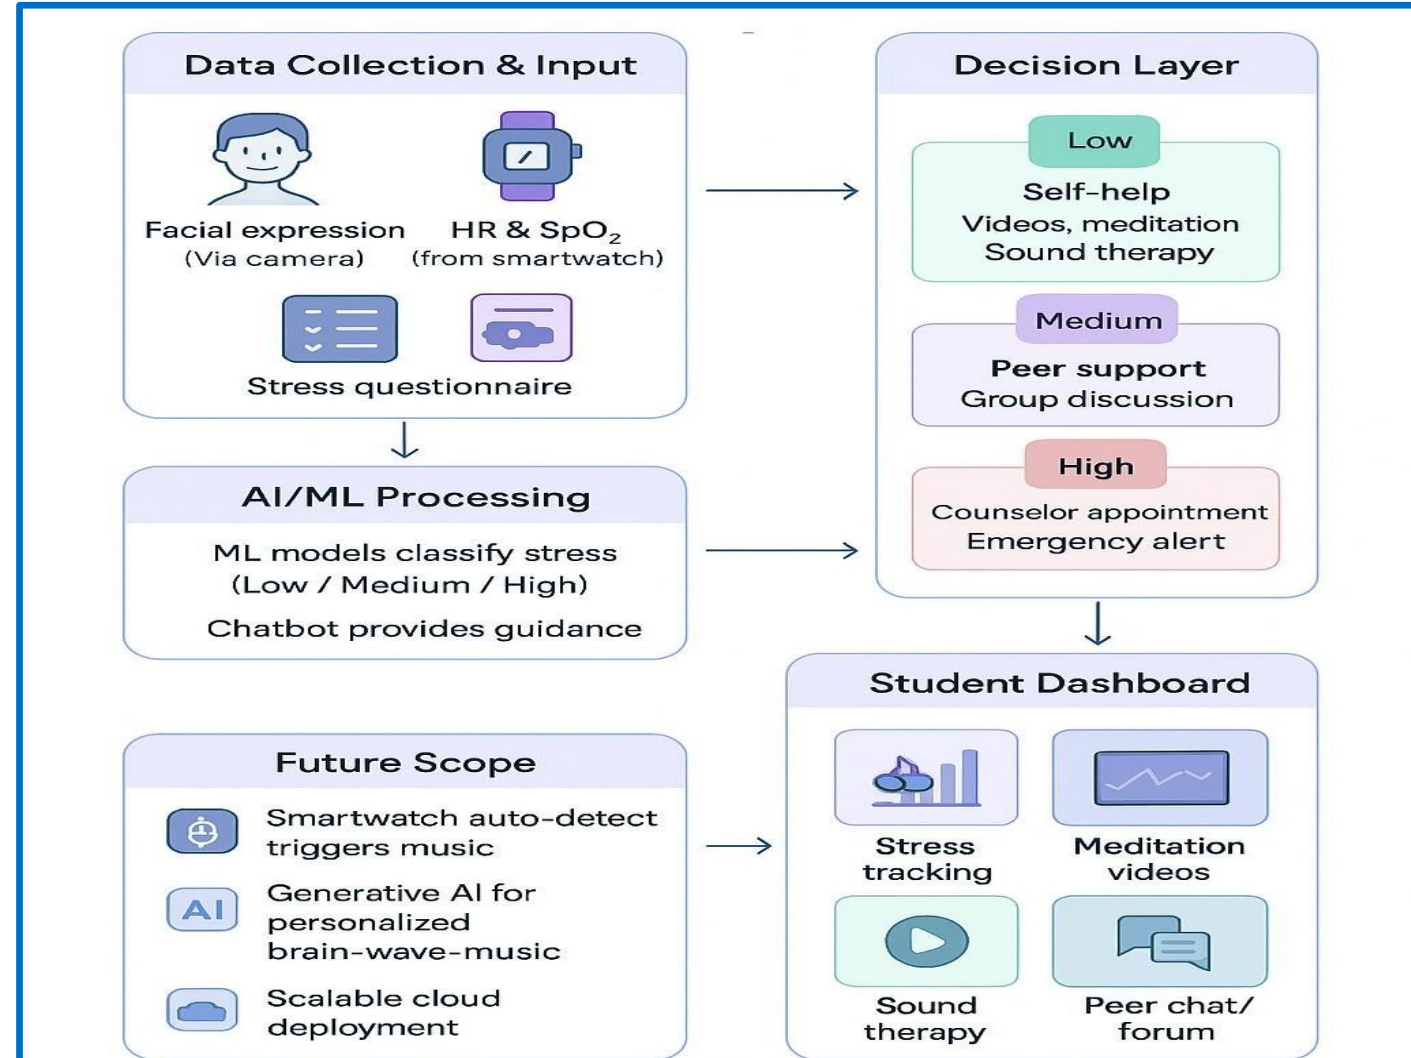 Data Collection & Input
Facial expression
(Via camera)
HR & SpO₂
(from smartwatch)
Stress questionnaire
AI/ML Processing
ML models classify stress
(Low / Medium / High)
Chatbot provides guidance
Decision Layer
Low
Self-help
Videos, meditation
Sound therapy
Medium
Peer support
Group discussion
High
Counselor appointment
Emergency alert
Future Scope
Smartwatch auto-detect
triggers music
AI
Generative AI for
personalized
brain-wave-music
Scalable cloud
deployment
Student Dashboard
Stress
tracking
Meditation
videos
Sound
therapy
Peer chat/
forum